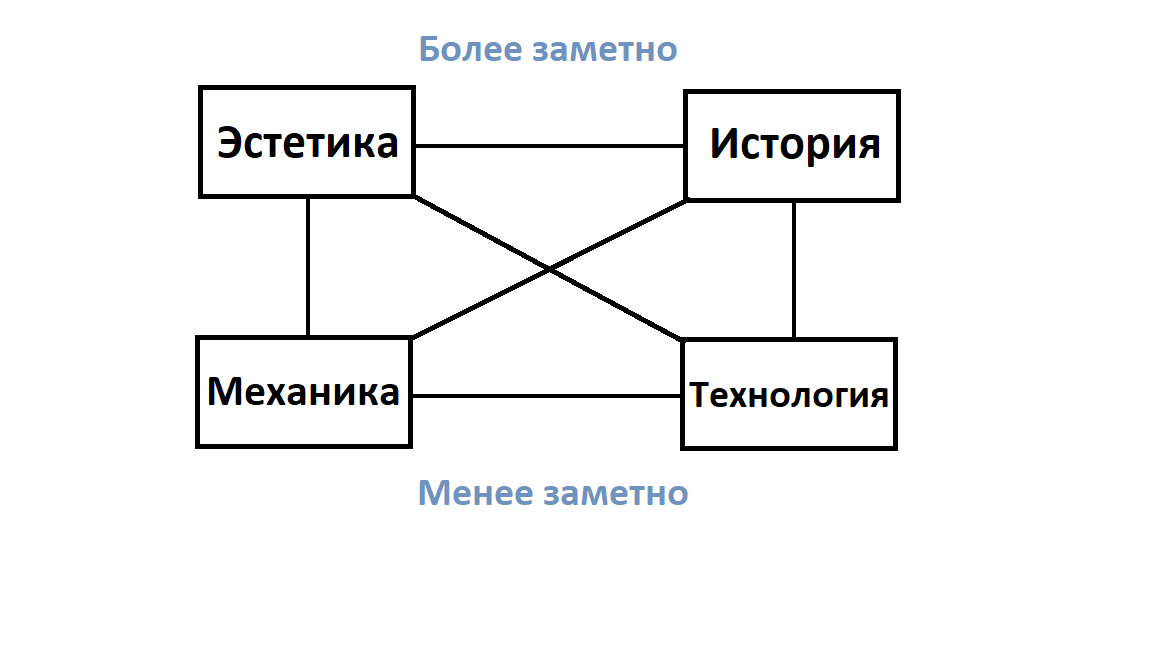 Более заметно
Эстетика
История
Механика
Технология
Менее заметно